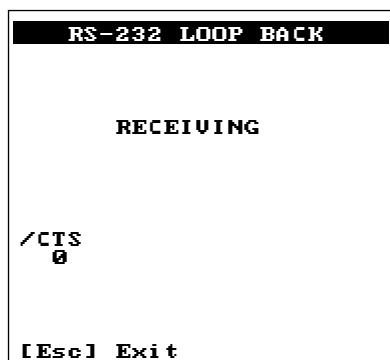 RS-232 LOOP BACK
RECEIVING
/CTS
0
[Esc] Exit